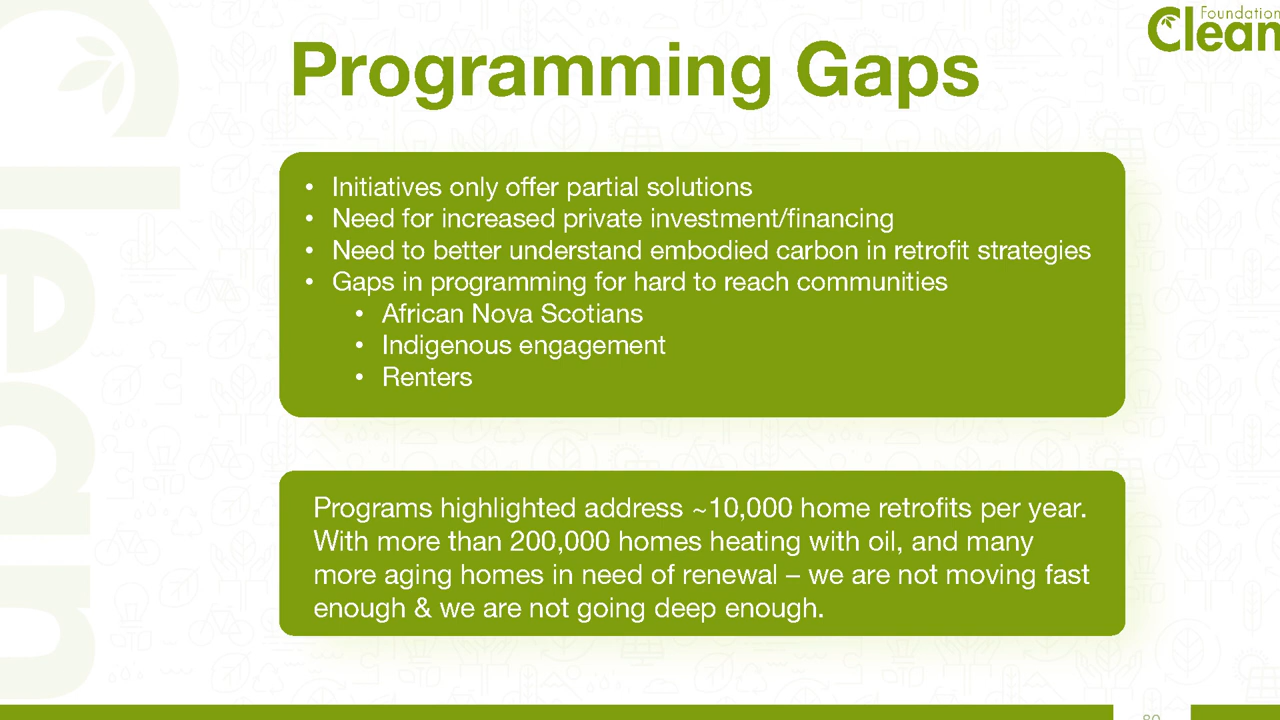 Foundation
Clean
Programming Gaps
• Initiatives only offer partial solutions
• Need for increased private investment/financing
• Need to better understand embodied carbon in retrofit strategies
• Gaps in programming for hard to reach communities
• African Nova Scotians
• Indigenous engagement
• Renters
Programs highlighted address ~10,000 home retrofits per year.
With more than 200,000 homes heating with oil, and many
more aging homes in need of renewal – we are not moving fast
enough & we are not going deep enough.
Clean